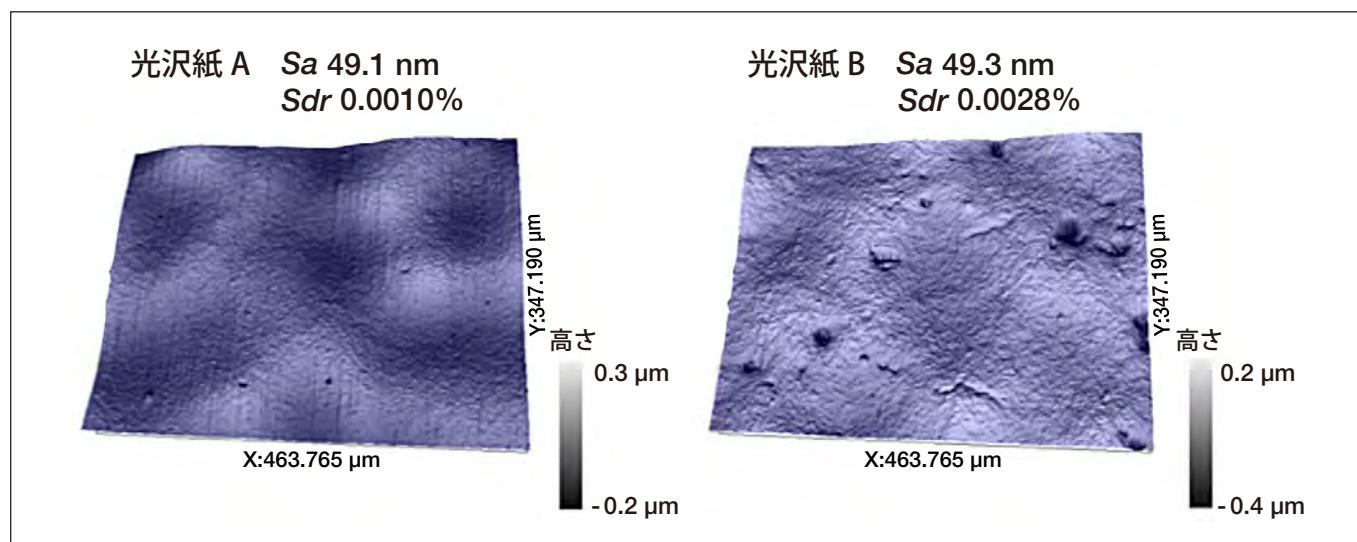 光沢紙 A Sa 49.1 nm
Sdr 0.0010%
Y:347.190 µm
高さ
0.3 µm
-0.2 µm
X:463.765 µm
光沢紙 B Sa 49.3 nm
Sdr 0.0028%
Y:347.190 µm
高さ
0.2 µm
-0.4 µm
X:463.765 µm